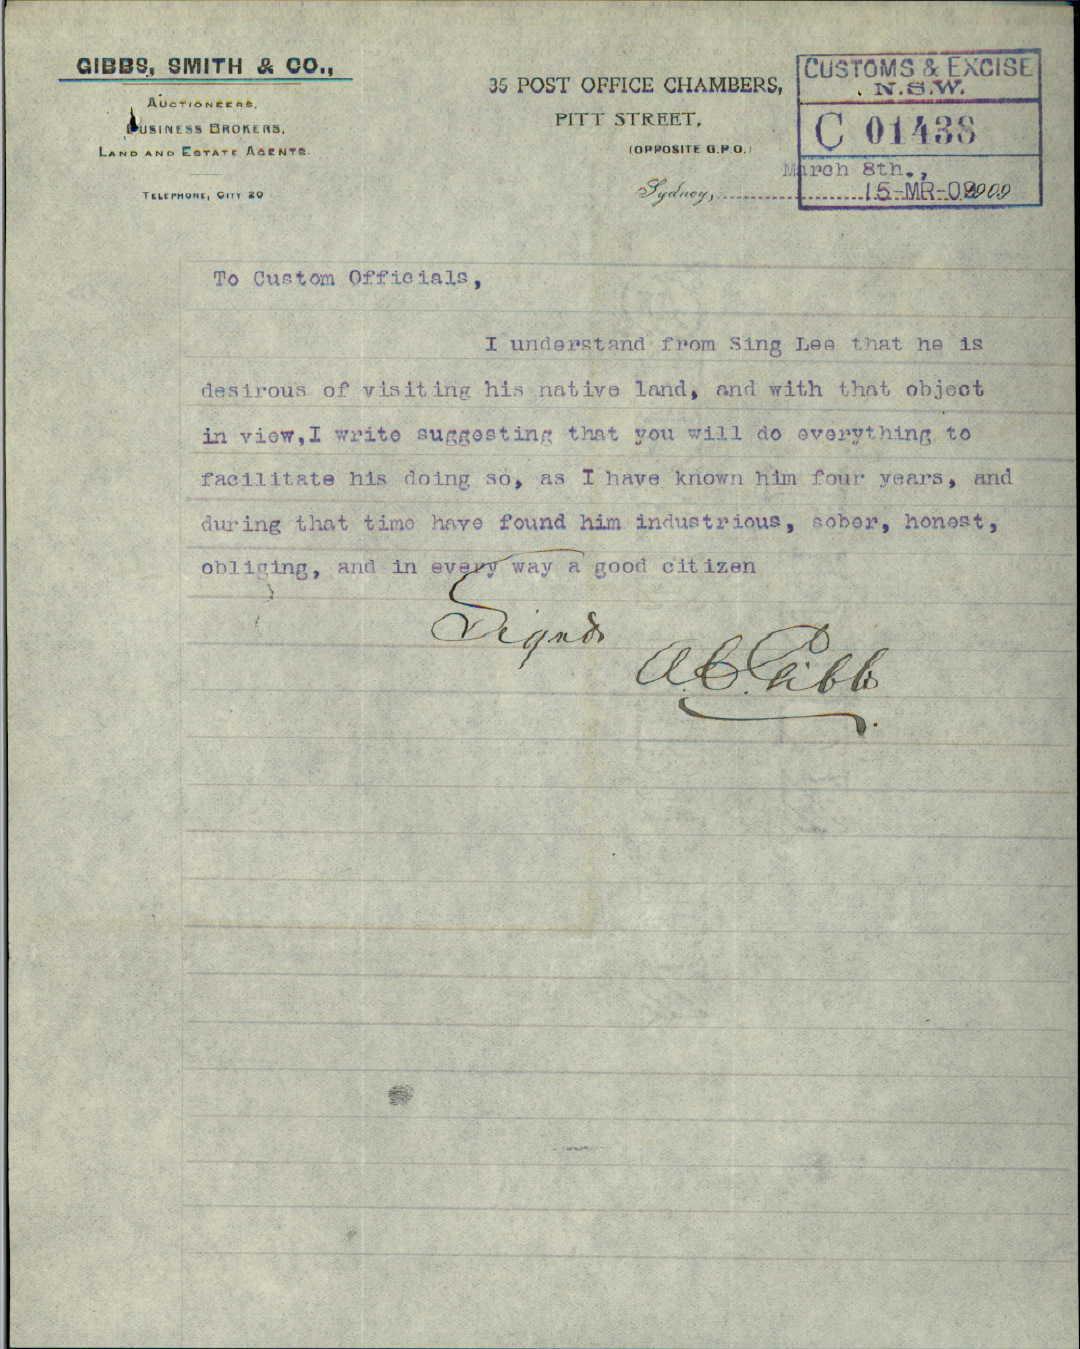 GIBBS, SMITH & CO.,
AUCTIONEERS,
BUSINESS BROKERS,
LAND AND ESTATE AGENTS.
TELEPHONE, CITY 20
35 POST OFFICE CHAMBERS,
PITT STREET,
(OPPOSITE G.P.O.)
CUSTOMS & EXCISE
N.S.W.
C 01438
15-MR-09
March 8th.,
Sydney, 1909
To Custom Officials,
I understand from Sing Lee that he is
desirous of visiting his native land, and with that object
in view,I write suggesting that you will do everything to
facilitate his doing so, as I have known him four years, and
during that time have found him industrious, sober, honest,
obliging, and in every way a good citizen
Signed
A.C. Gibbs